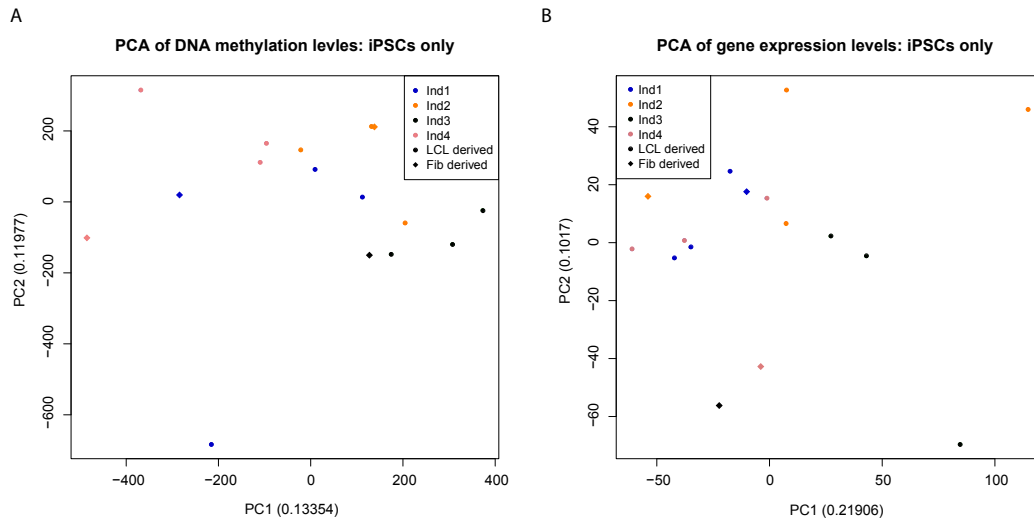 A
PCA of DNA methylation levles: iPSCs only
Ind1
Ind2
Ind3
Ind4
LCL derived
Fib derived
200
0
−200
−400
−600
PC2 (0.11977)
−400
−200
0
200
400
PC1 (0.13354)
B
PCA of gene expression levels: iPSCs only
Ind1
Ind2
Ind3
Ind4
LCL derived
Fib derived
40
20
0
−20
−40
−60
PC2 (0.1017)
−50
0
50
100
PC1 (0.21906)